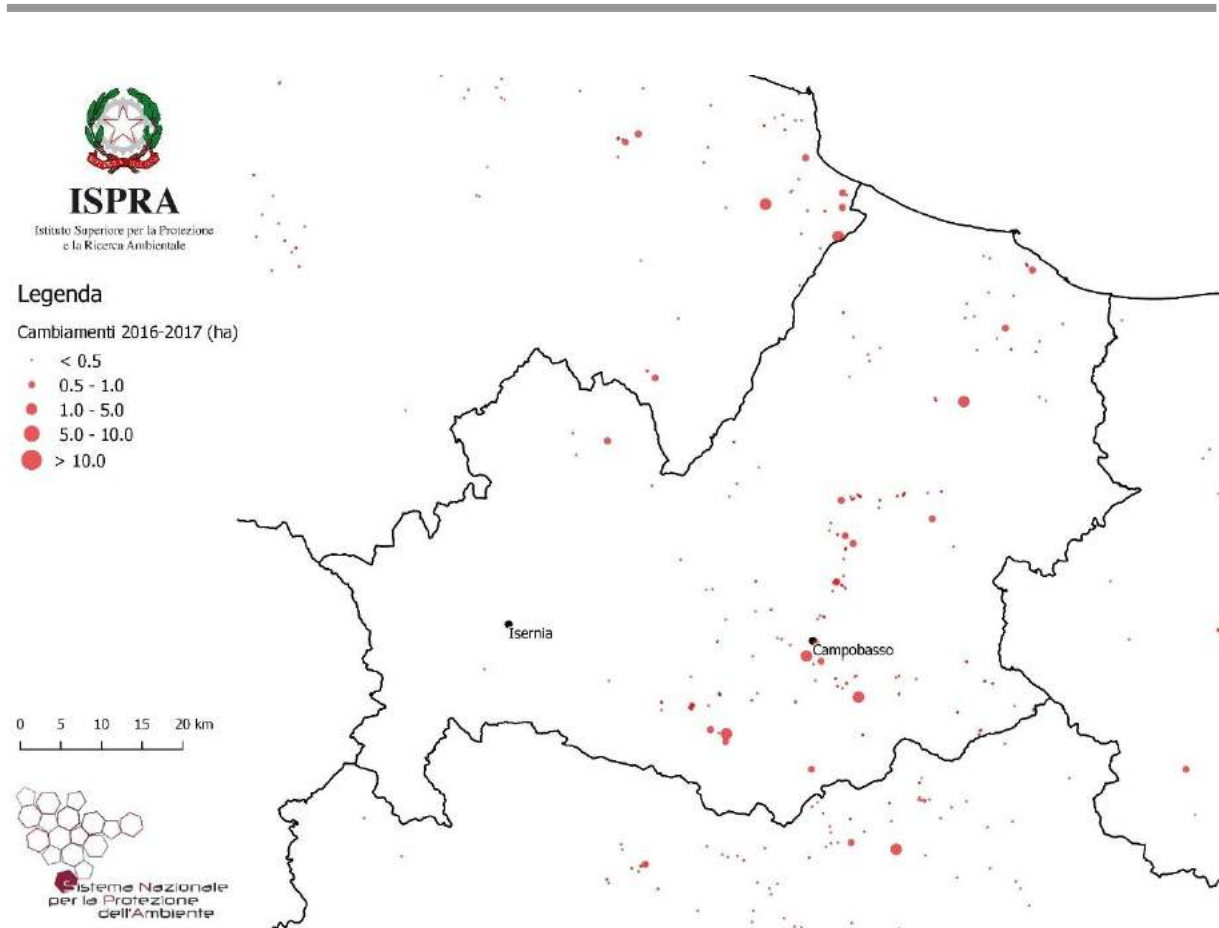 ISPRA
Istituto Superiore per la Protezione
e la Ricerca Ambientale
Legenda
Cambiamenti 2016-2017 (ha)
< 0.5
0.5 - 1.0
1.0 - 5.0
5.0 - 10.0
> 10.0
Isernia
Campobasso
0 5 10 15 20 km
Sistema Nazionale
per la Protezione
dell'Ambiente